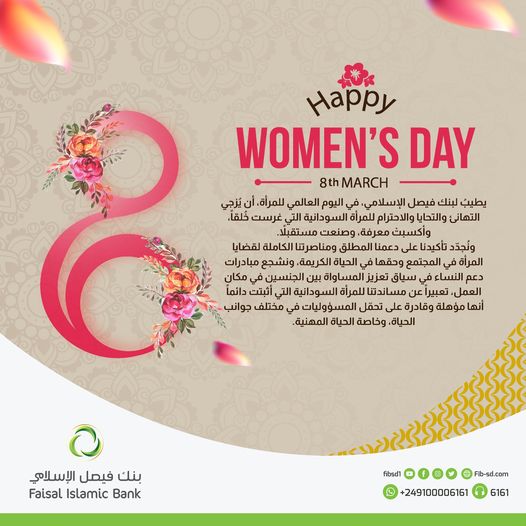 Happy
WOMEN'S DAY
8th MARCH
يطيبُ لبنك فيصل الإسلامي، في اليوم العالمي للمرأة، أن يُزجي
التهانئ والتحايا والاحترام للمرأة السودانية التي غرست خُلقاً،
وأكسبتْ معرفة، وصنعت مستقبلًا.
ونُجدّد تأكيدنا على دعمنا المطلق ومناصرتنا الكاملة لقضايا
المرأة في المجتمع وحقها في الحياة الكريمة، ونشجع مبادرات
دعم النساء في سياق تعزيز المساواة بين الجنسين في مكان
العمل، تعبيراً عن مساندتنا للمرأة السودانية التي أثبتت دائماً
أنها مؤهلة وقادرة على تحمّل المسؤوليات في مختلف جوانب
الحياة، وخاصة الحياة المهنية.
بنك فيصل الإسلامي
Faisal Islamic Bank
fibsd1 Fib-sd.com
+249100006161 6161